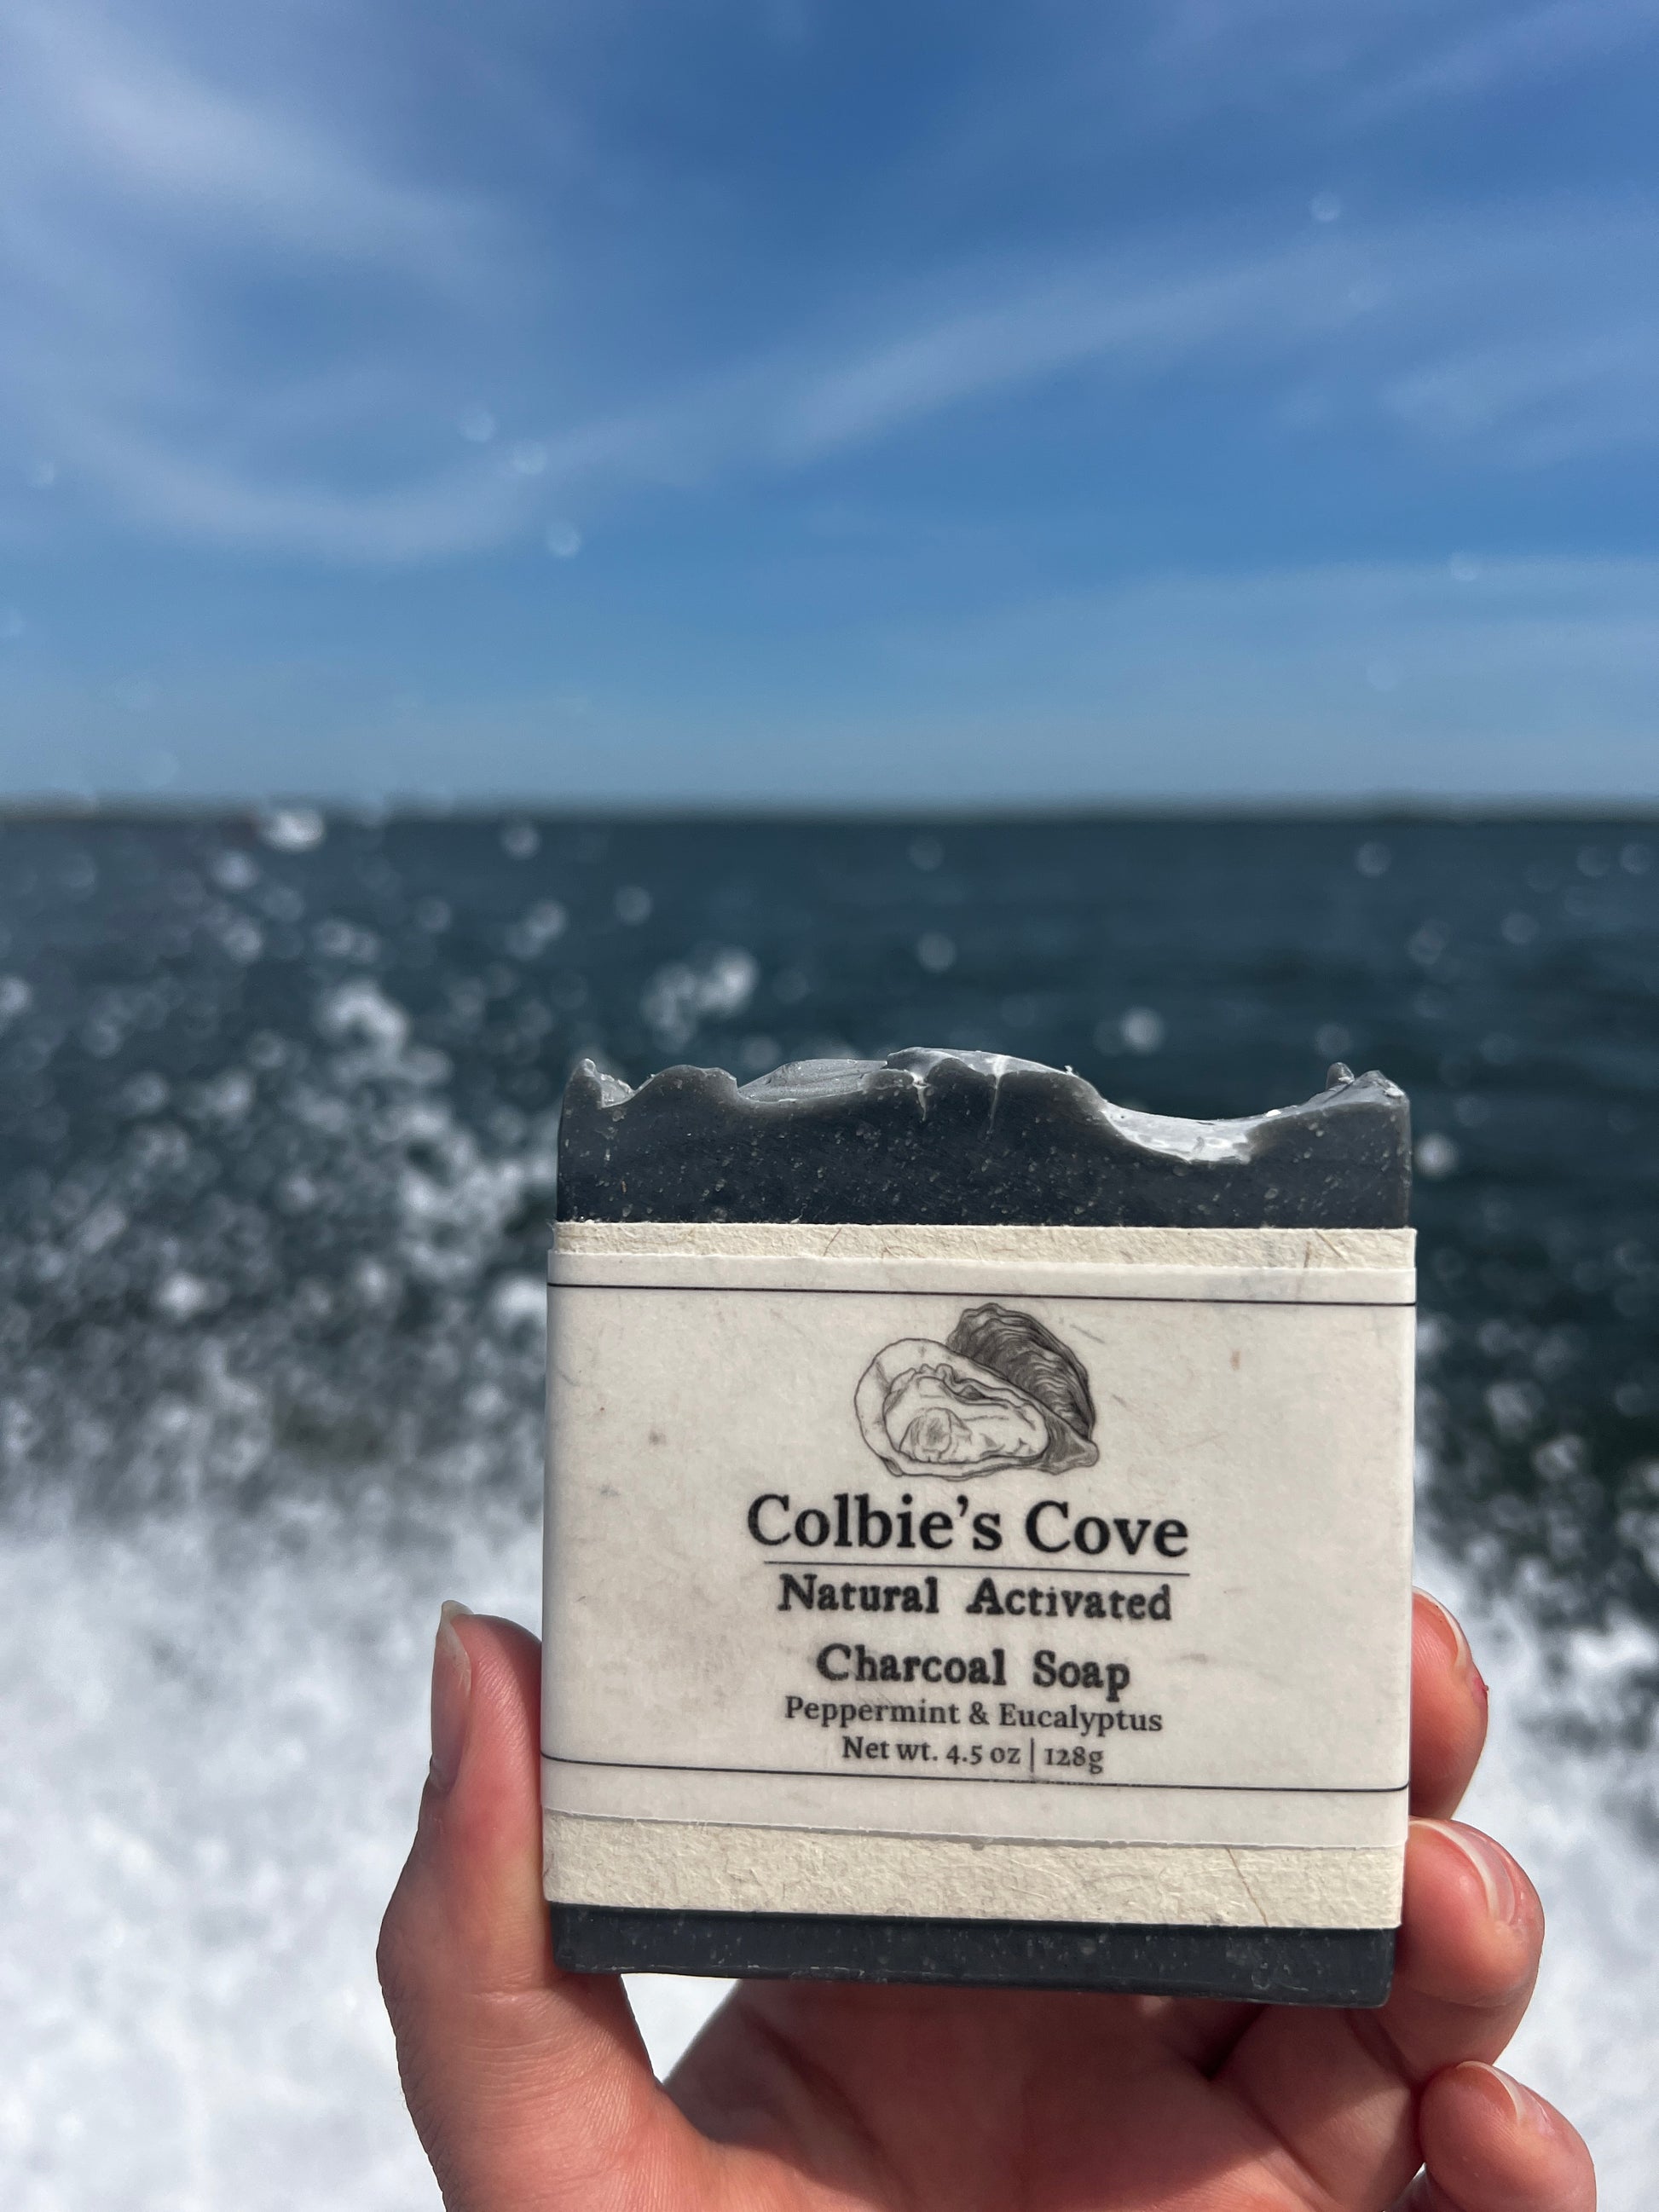 Colbie's Cove
Natural Activated
Charcoal Soap
Peppermint & Eucalyptus
Net wt. 4.5 oz | 128g